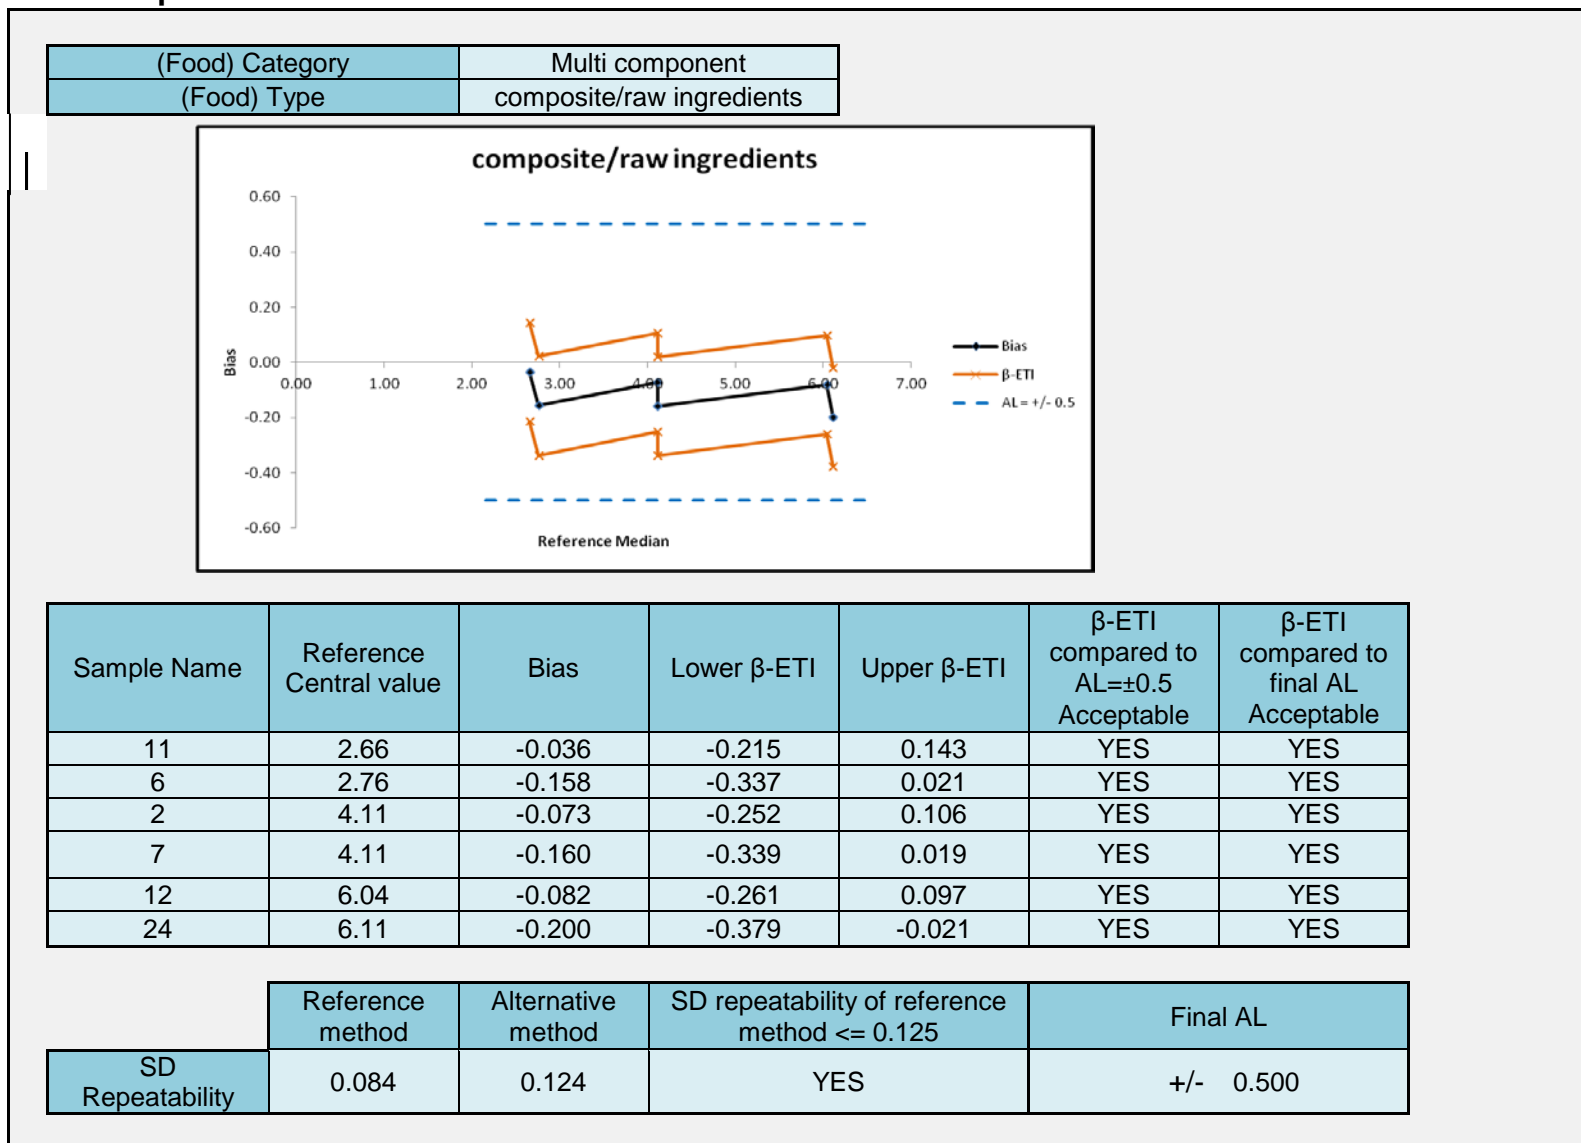 (Food) Category Multi component
(Food) Type composite/raw ingredients
composite/raw ingredients
0.60
0.40
0.20
0.00
-0.20
-0.40
-0.60
Bias
0.00 1.00 2.00 3.00 4.00 5.00 6.00 7.00
Reference Median
Bias
β-ETI
AL = +/- 0.5
Sample Name
Reference
Central value
Bias
Lower β-ETI
Upper β-ETI
β-ETI
compared to
AL=±0.5
Acceptable
β-ETI
compared to
final AL
Acceptable
11 2.66 -0.036 -0.215 0.143 YES YES
6 2.76 -0.158 -0.337 0.021 YES YES
2 4.11 -0.073 -0.252 0.106 YES YES
7 4.11 -0.160 -0.339 0.019 YES YES
12 6.04 -0.082 -0.261 0.097 YES YES
24 6.11 -0.200 -0.379 -0.021 YES YES
Reference
method
Alternative
method
SD repeatability of reference
method <= 0.125
Final AL
SD
Repeatability
0.084 0.124 YES +/- 0.500